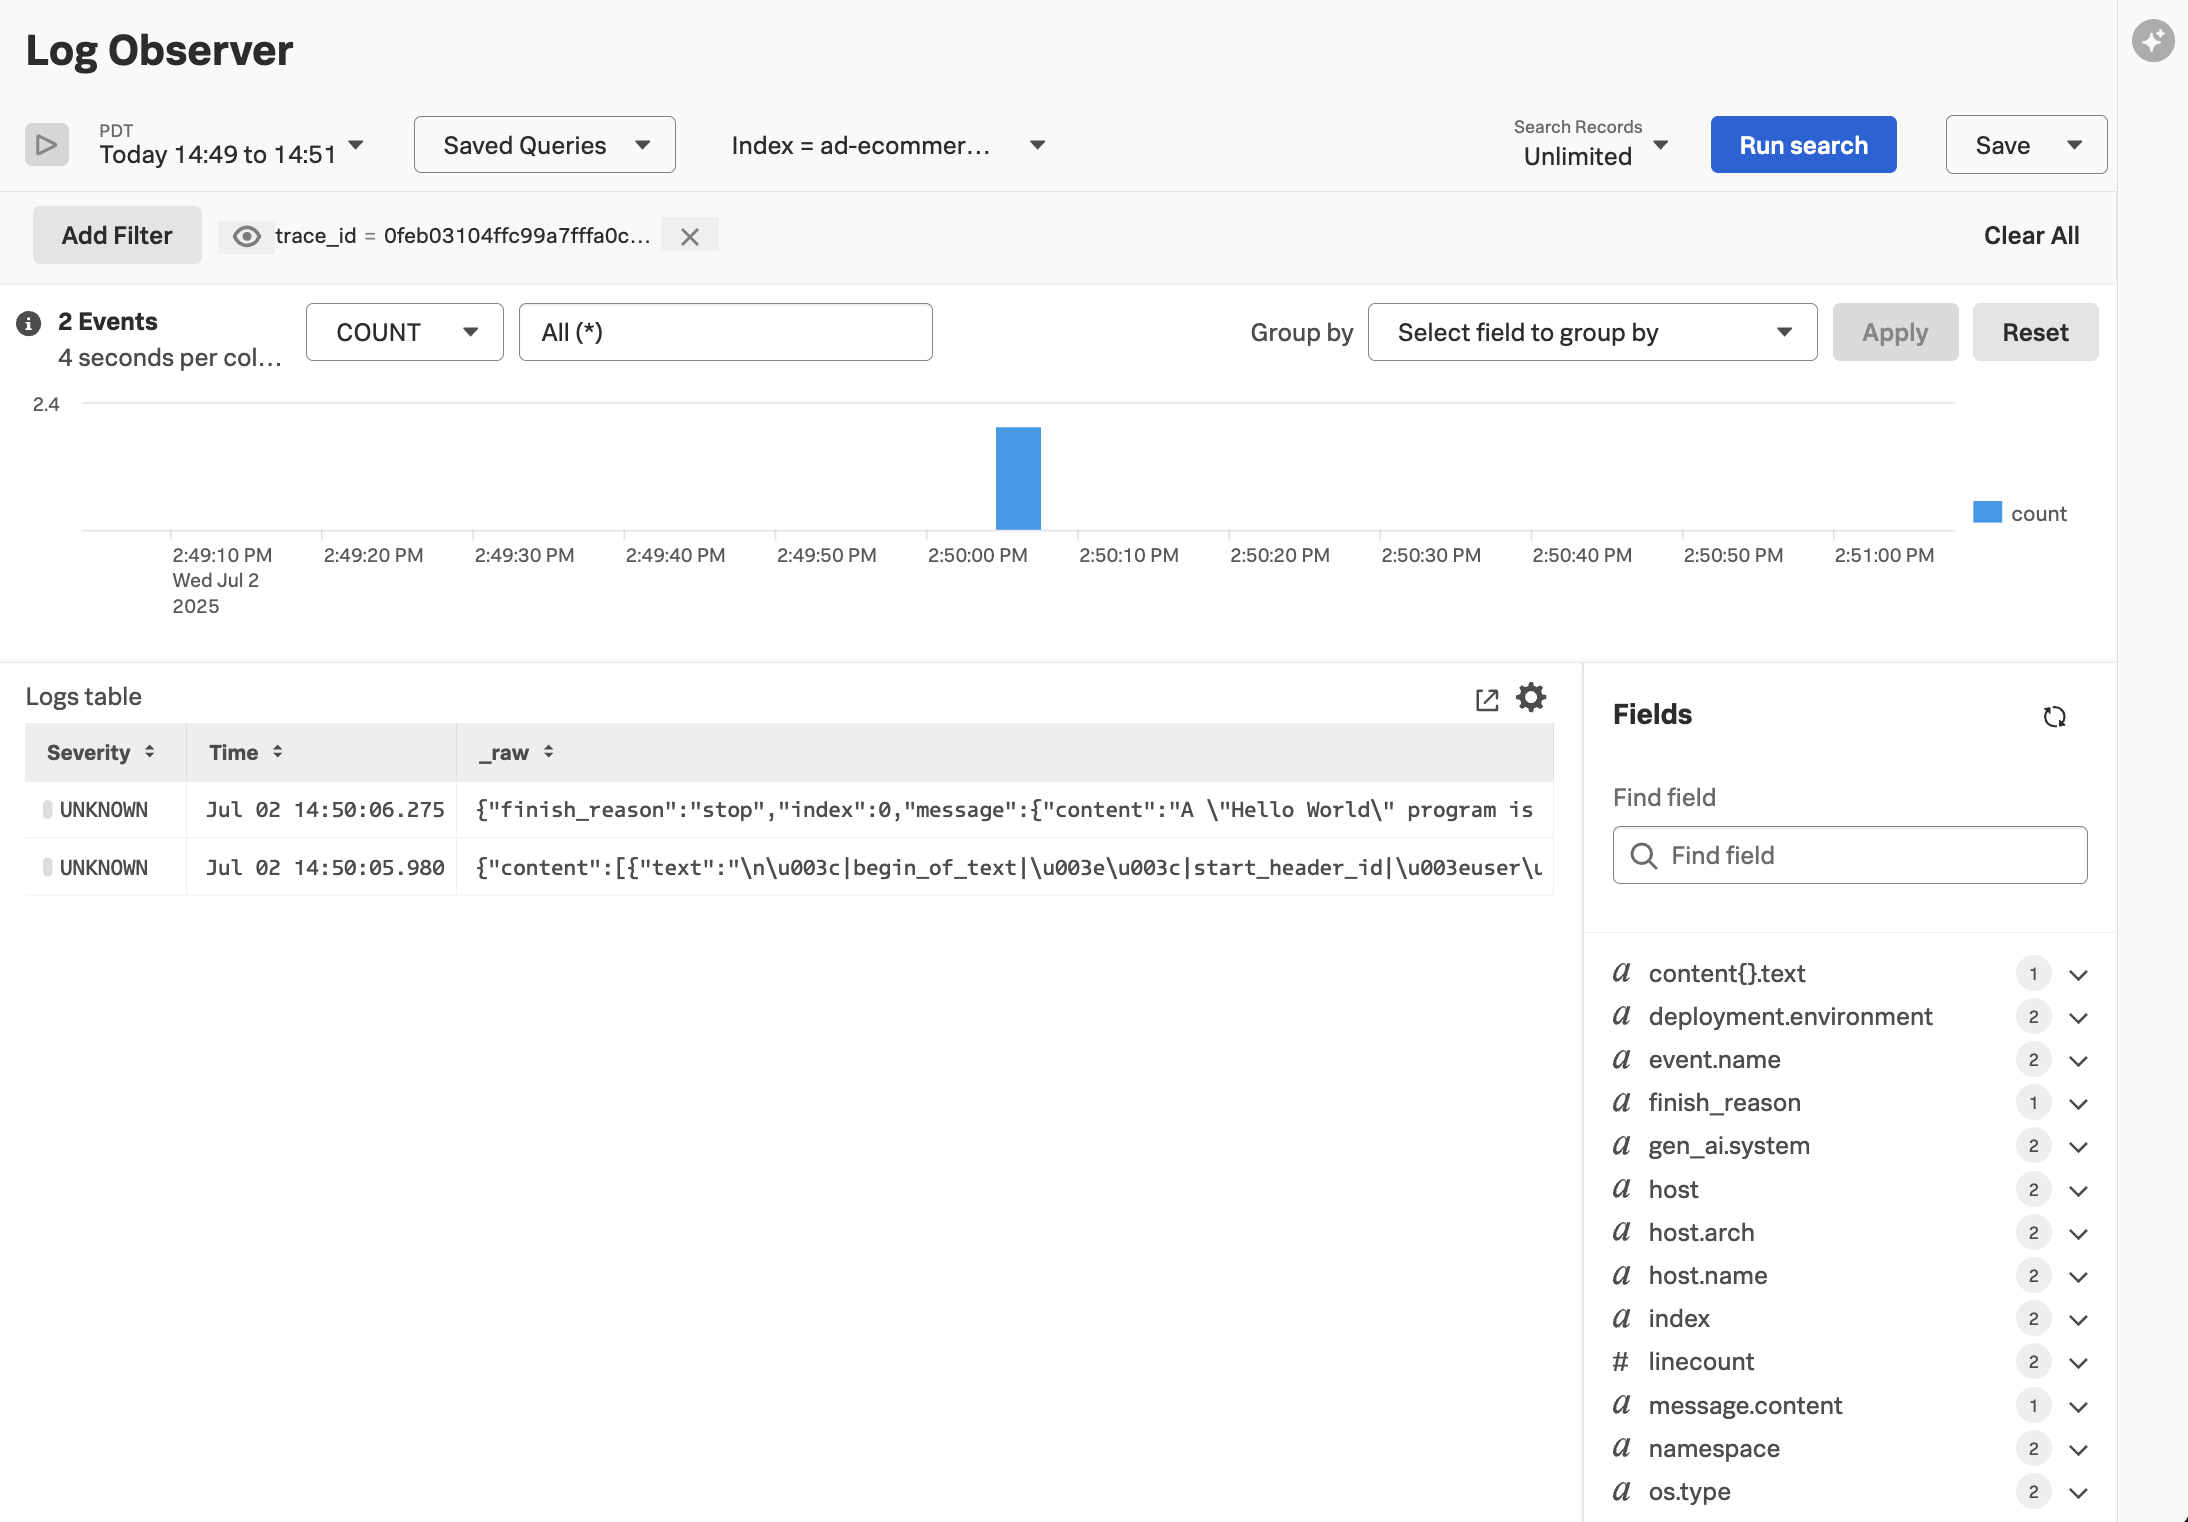 Log Observer
PDT
Today 14:49 to 14:51
Saved Queries
Index = ad-ecommer...
Search Records
Unlimited
Run search
Save
Add Filter
trace_id = 0feb03104ffc99a7fffa0c...
Clear All
2 Events
4 seconds per col...
COUNT
All (*)
Group by
Select field to group by
Apply
Reset
2.4
count
2:49:10 PM 2:49:20 PM 2:49:30 PM 2:49:40 PM 2:49:50 PM 2:50:00 PM 2:50:10 PM 2:50:20 PM 2:50:30 PM 2:50:40 PM 2:50:50 PM 2:51:00 PM
Wed Jul 2
2025
Logs table
Severity Time _raw
UNKNOWN Jul 02 14:50:06.275 {"finish_reason":"stop","index":0,"message":{"content":"A \"Hello World\" program is
UNKNOWN Jul 02 14:50:05.980 {"content":[{"text":"\n\u003c|begin_of_text|\u003e\u003c|start_header_id|\u003euser\u
Fields
Find field
Find field
a content{}.text 1
a deployment.environment 2
a event.name 2
a finish_reason 1
a gen_ai.system 2
a host 2
a host.arch 2
a host.name 2
a index 2
# linecount 2
a message.content 1
a namespace 2
a os.type 2